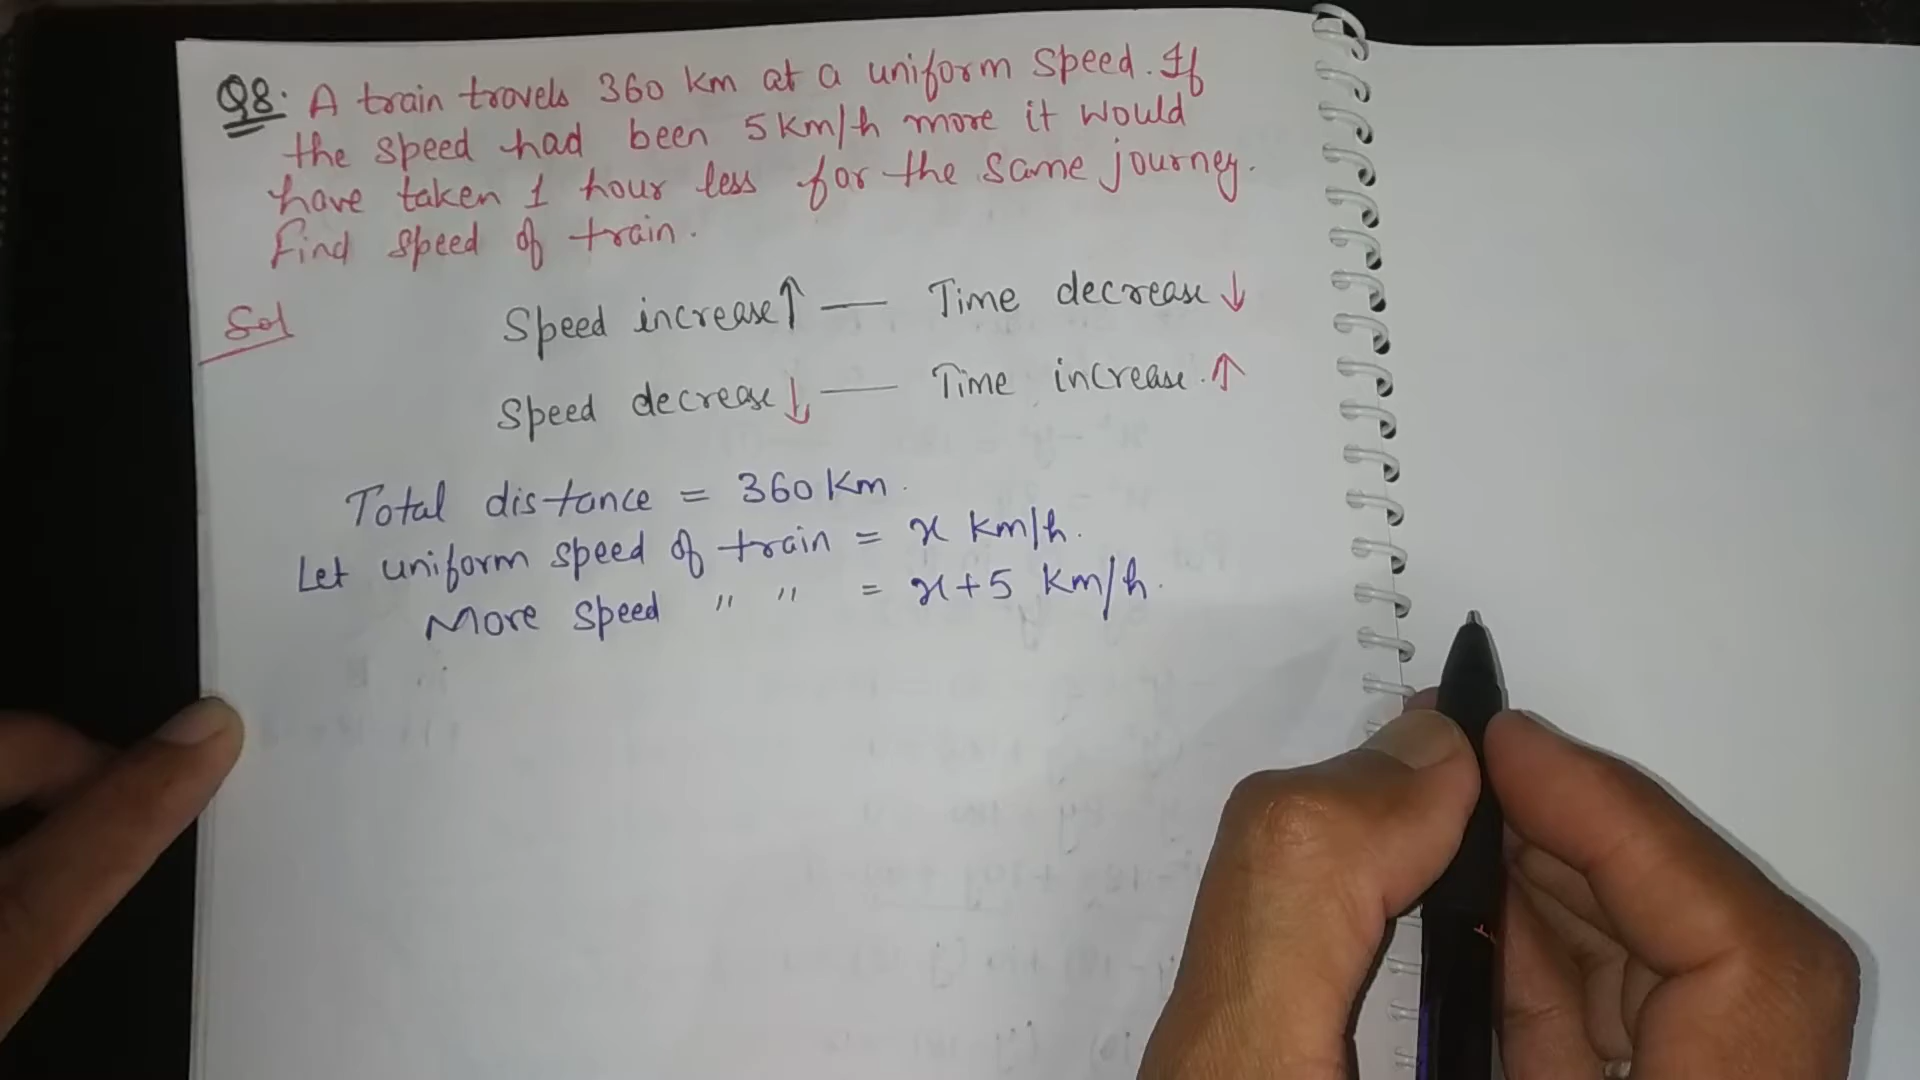 Q8. A train travels 360 km at a uniform speed. If
the speed had been 5 km/h more it would
have taken 1 hour less for the same journey.
Find speed of train.
Sol
Speed increase ↑ — Time decrease ↓
Speed decrease ↓ — Time increase. ↑
Total distance = 360 Km.
Let uniform speed of train = x km/h.
More speed " " = x+5 Km/h.